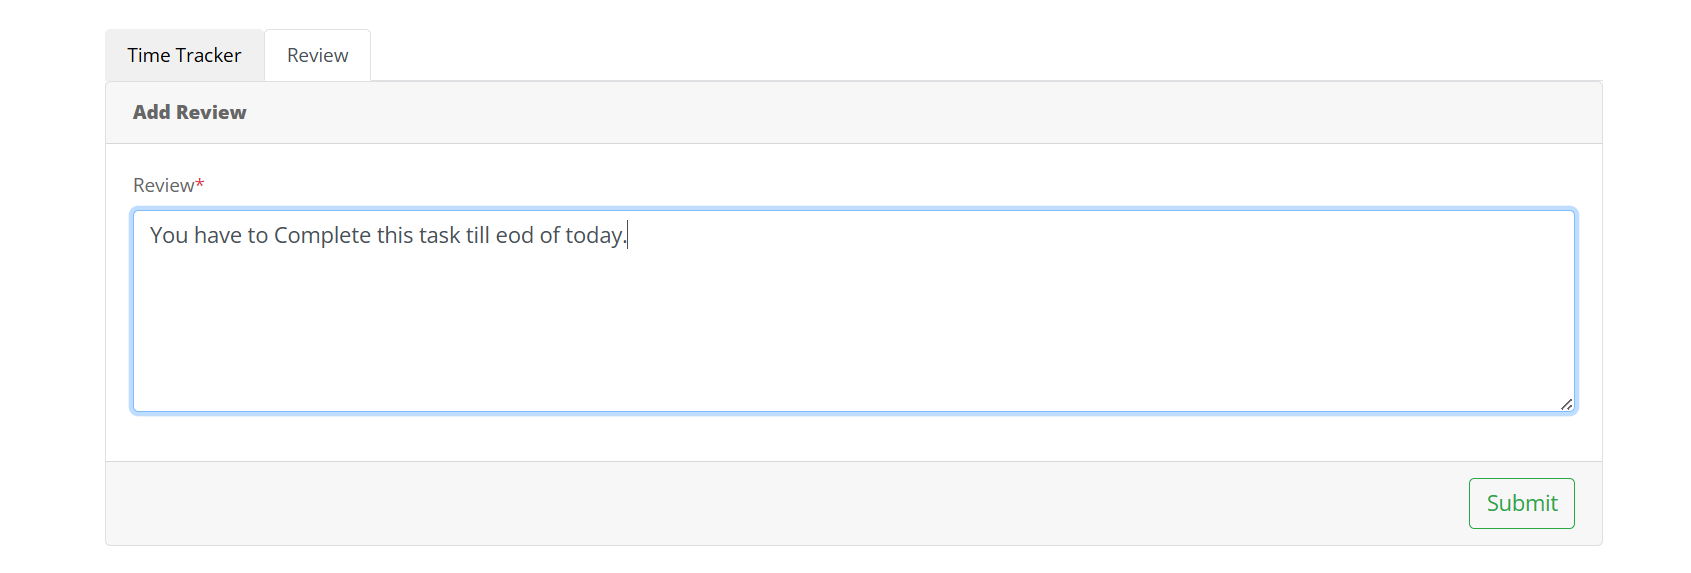 Time Tracker Review
Add Review
Review*
You have to Complete this task till eod of today.
Submit